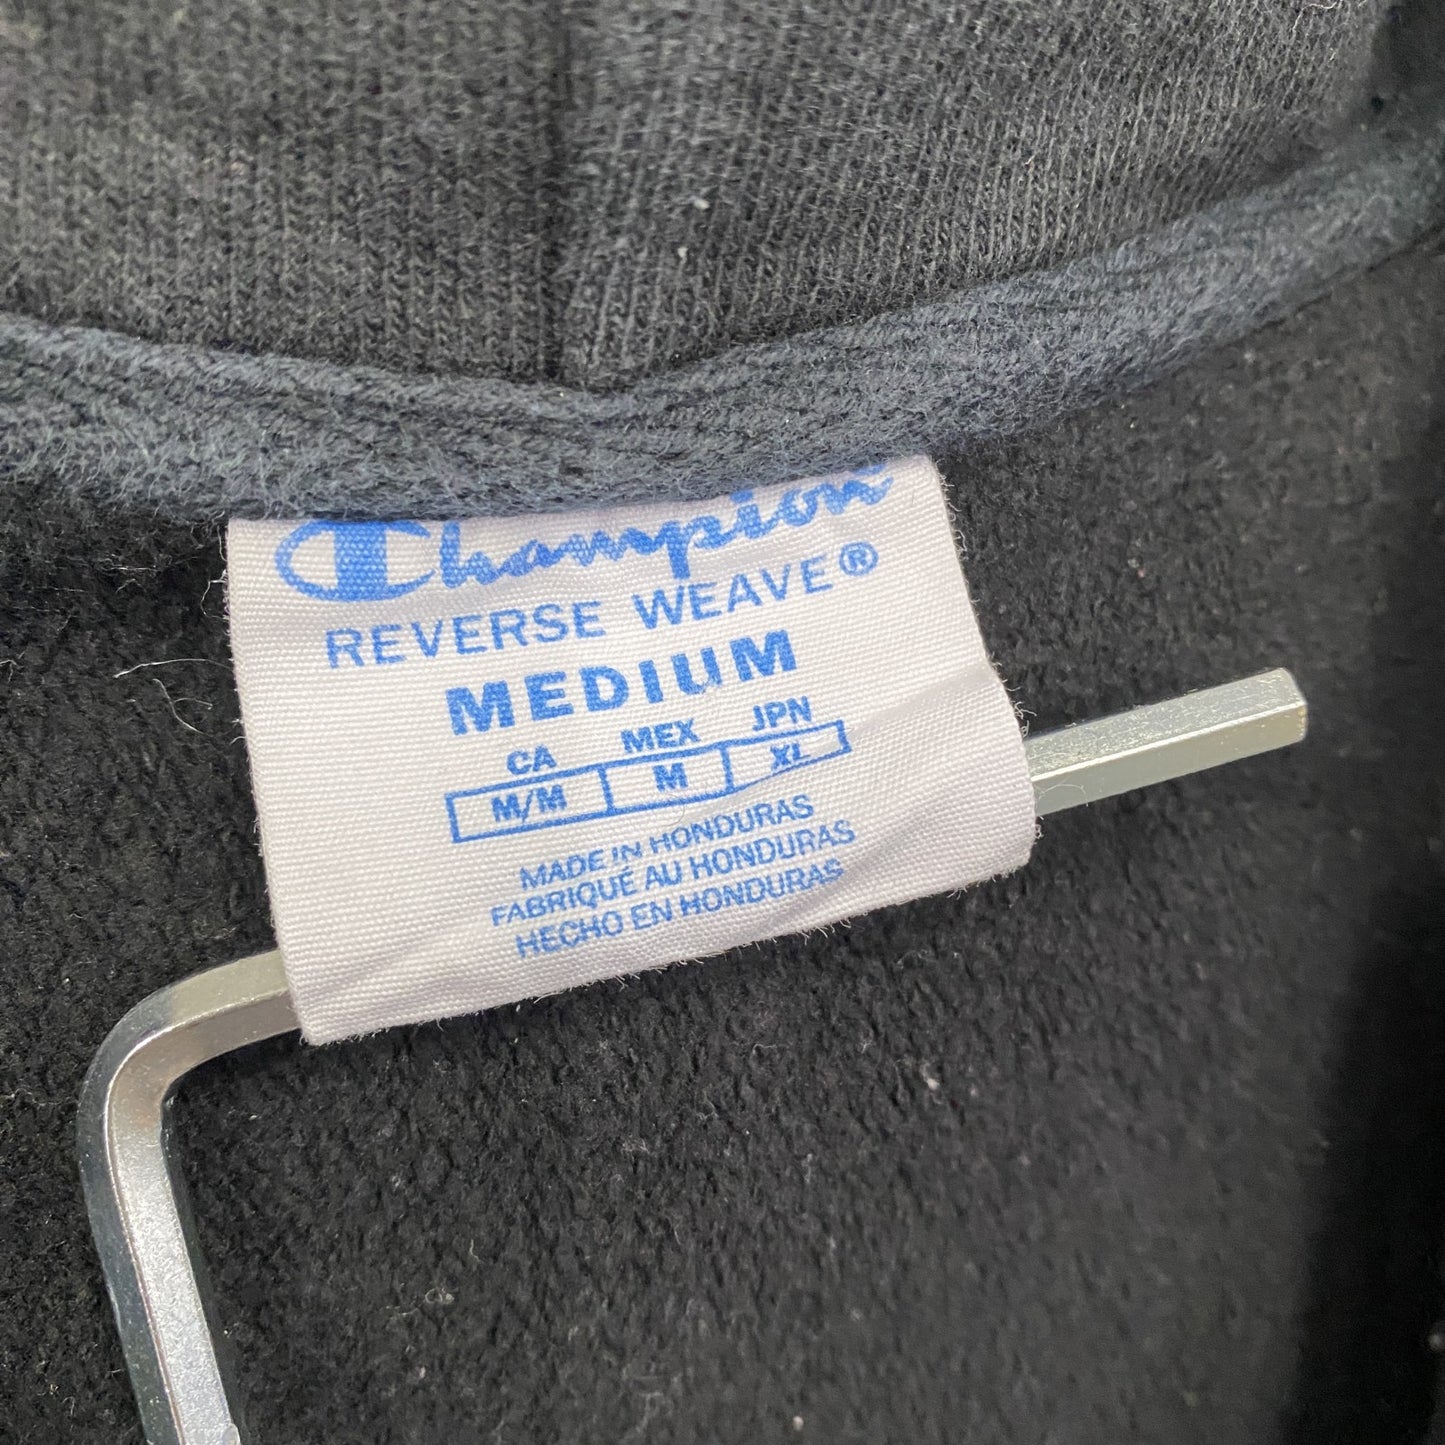 Champion
REVERSE WEAVE®
MEDIUM
CA MEX JPN
M/M M XL
MADE IN HONDURAS
FABRIQUÉ AU HONDURAS
HECHO EN HONDURAS